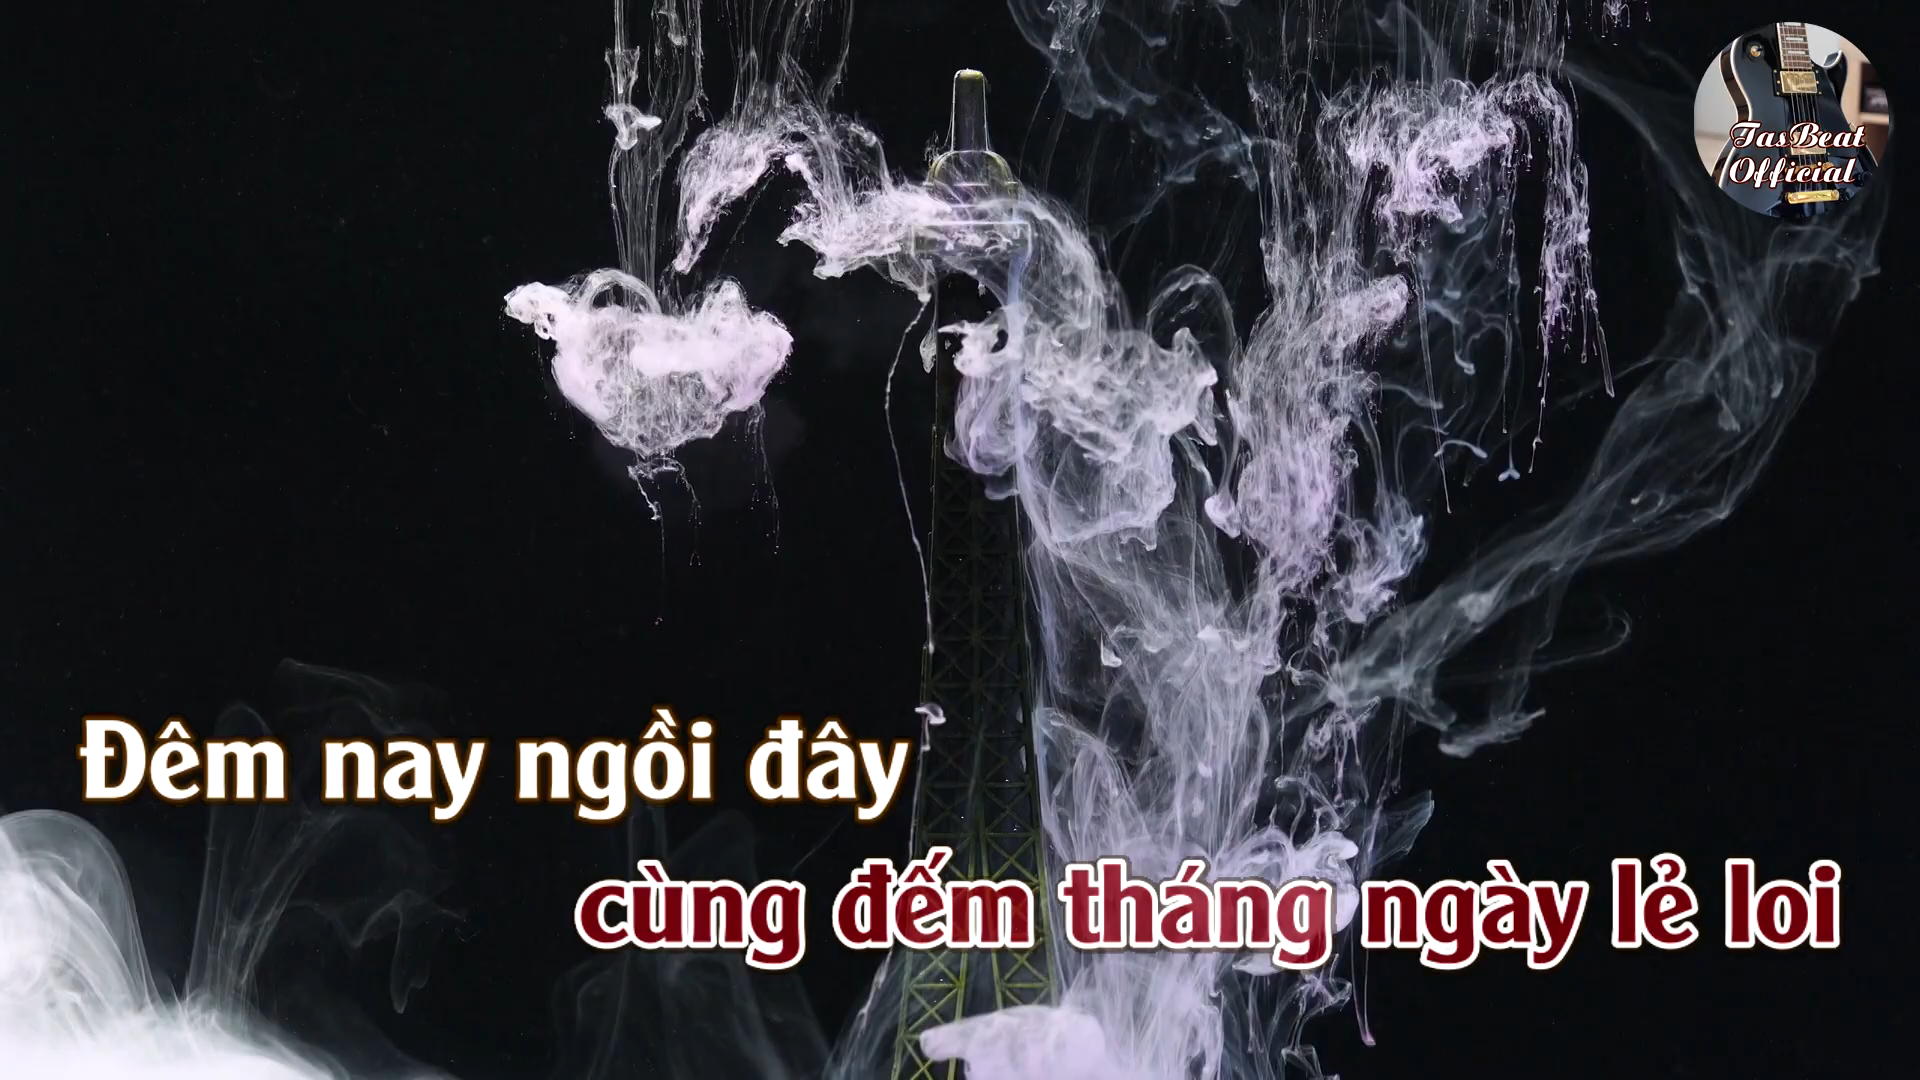 TasBeat
Official
Đêm nay ngồi đây
cùng đếm tháng ngày lẻ loi